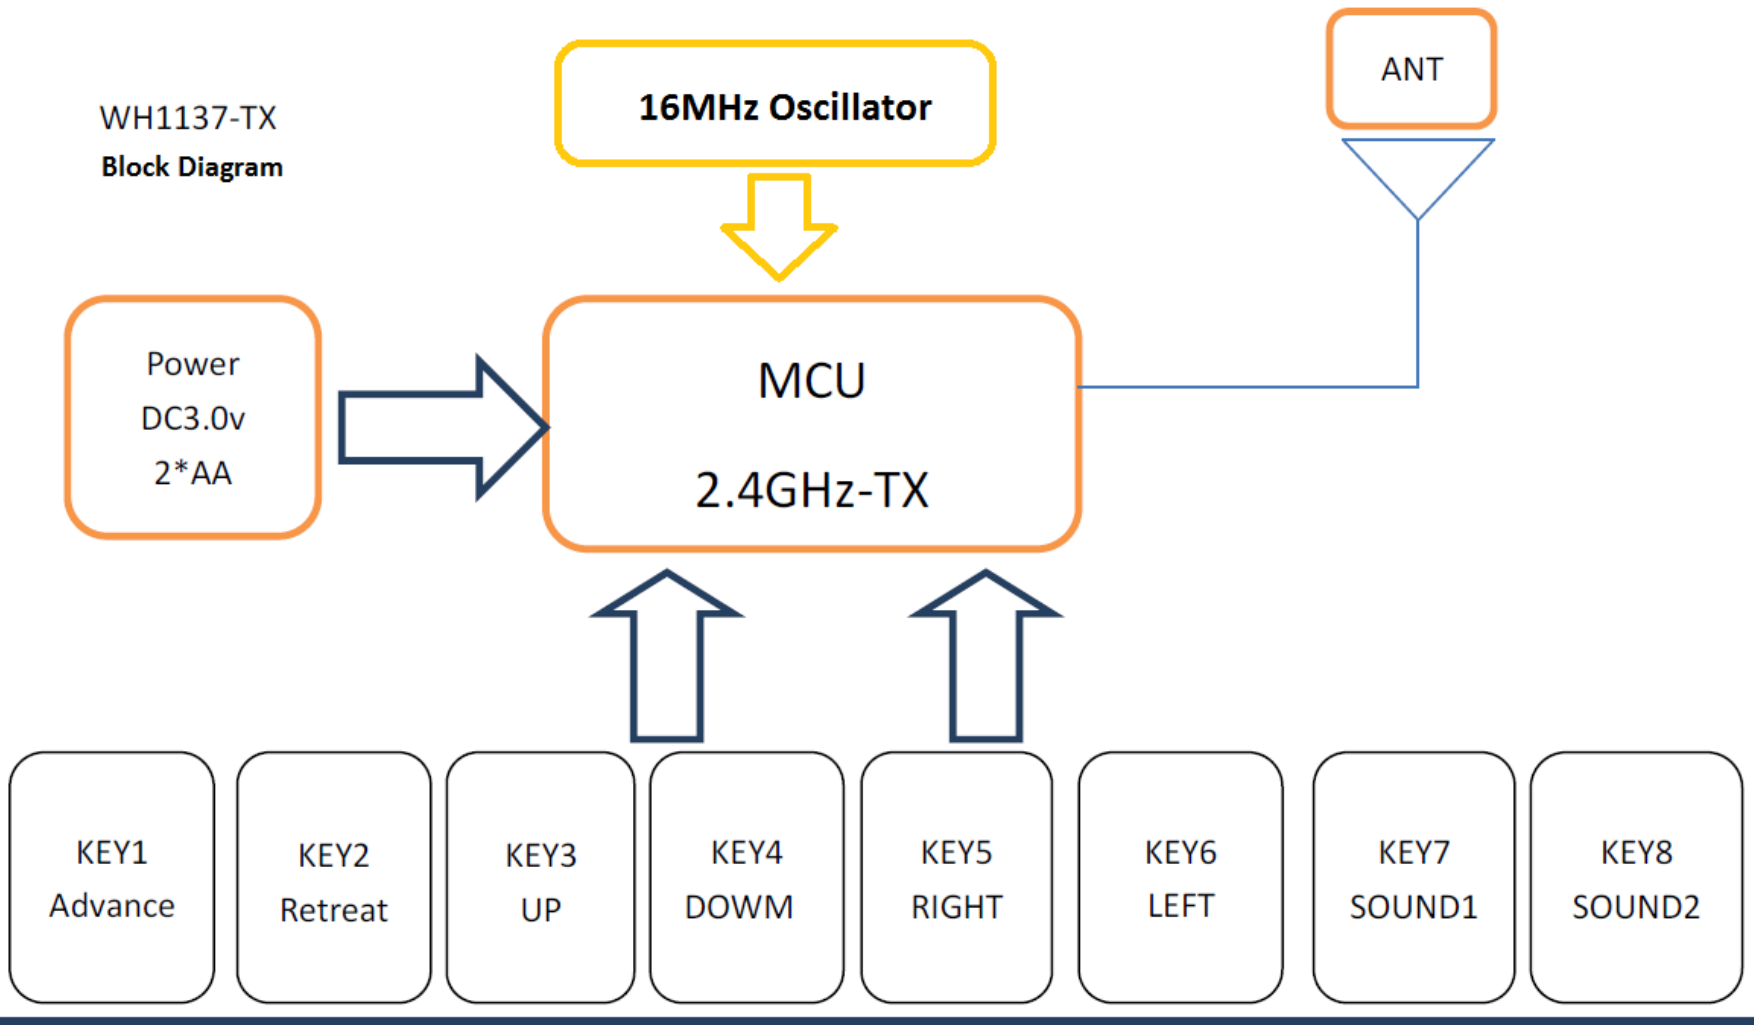 WH1137-TX
Block Diagram
16MHz Oscillator
ANT
Power
DC3.0v
2*AA
MCU
2.4GHz-TX
KEY1
Advance
KEY2
Retreat
KEY3
UP
KEY4
DOWM
KEY5
RIGHT
KEY6
LEFT
KEY7
SOUND1
KEY8
SOUND2